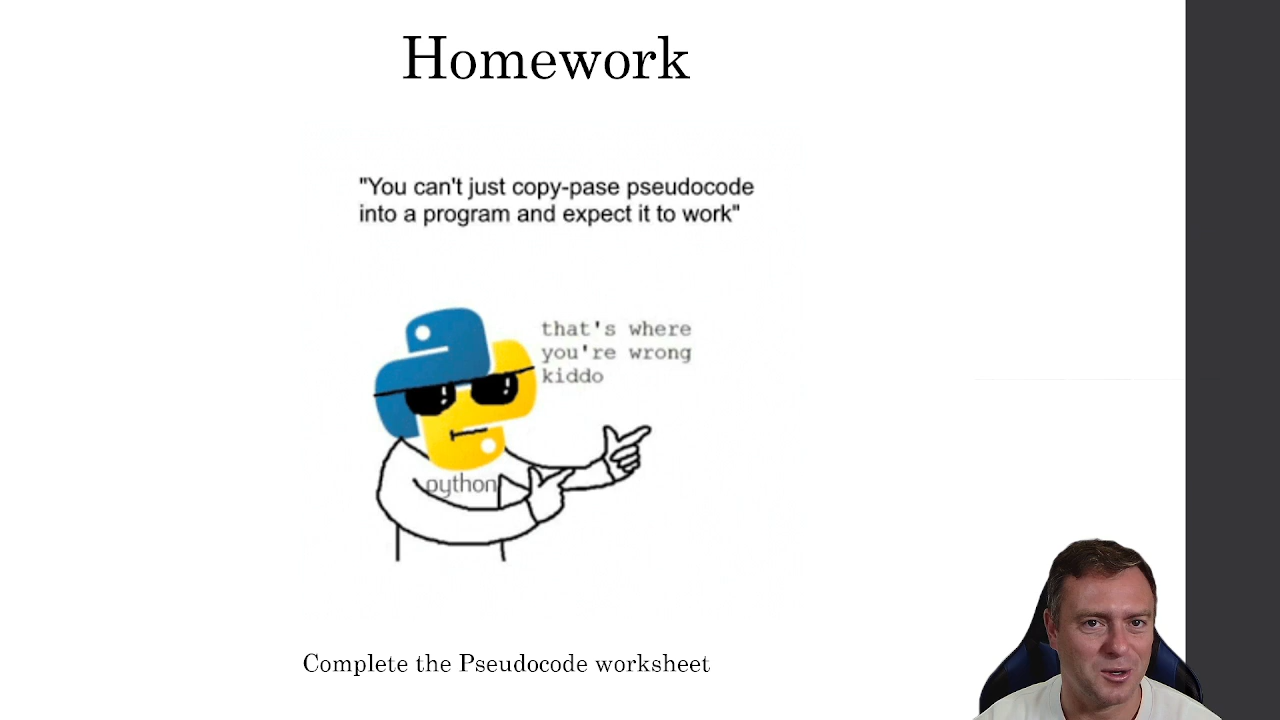 Homework
"You can't just copy-pase pseudocode
into a program and expect it to work"
that's where
you're wrong
kiddo
python
Complete the Pseudocode worksheet